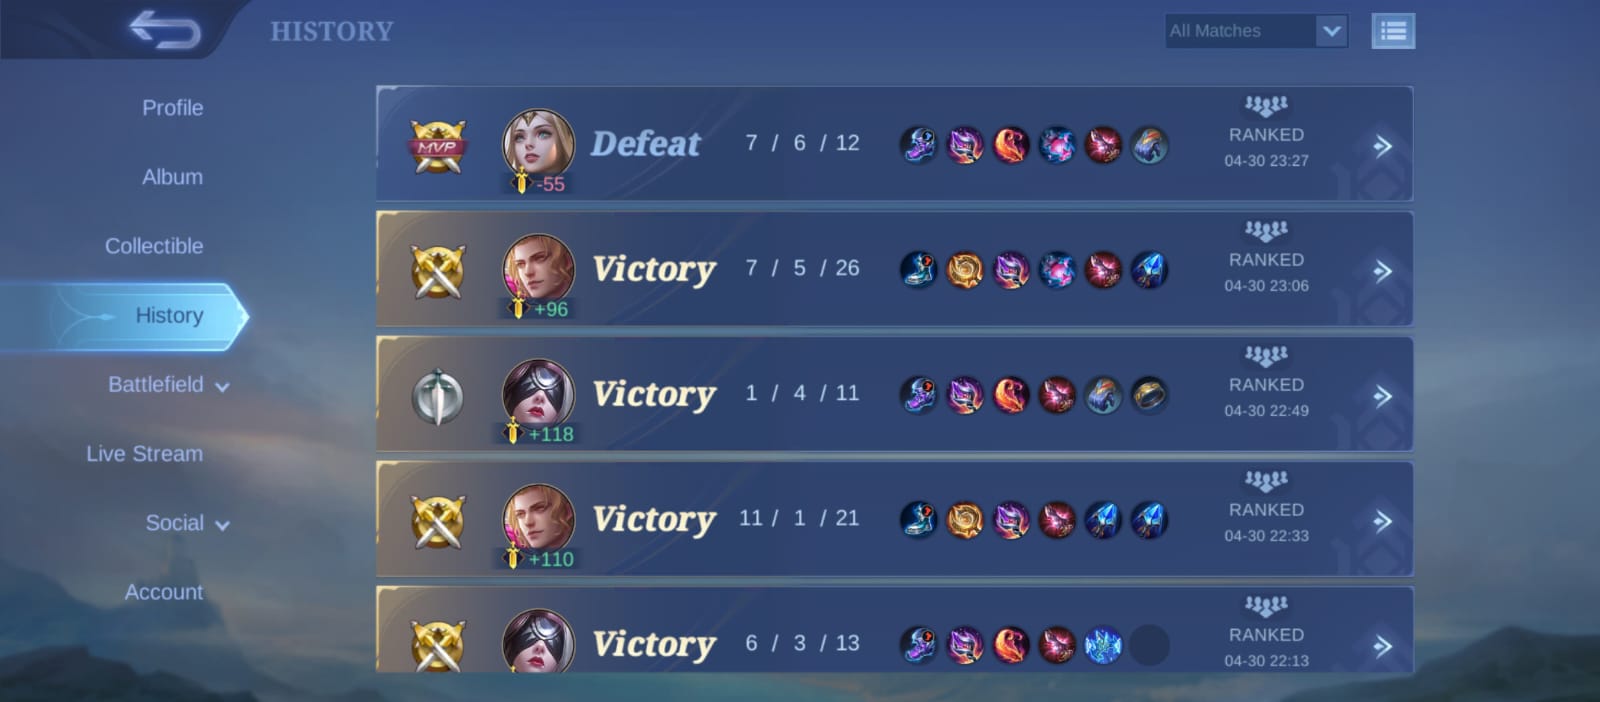 HISTORY
All Matches
Profile
Album
Collectible
History
Battlefield
Live Stream
Social
Account
MVP
-55
Defeat
7 / 6 / 12
RANKED
04-30 23:27
+96
Victory
7 / 5 / 26
RANKED
04-30 23:06
+118
Victory
1 / 4 / 11
RANKED
04-30 22:49
+110
Victory
11 / 1 / 21
RANKED
04-30 22:33
Victory
6 / 3 / 13
RANKED
04-30 22:13